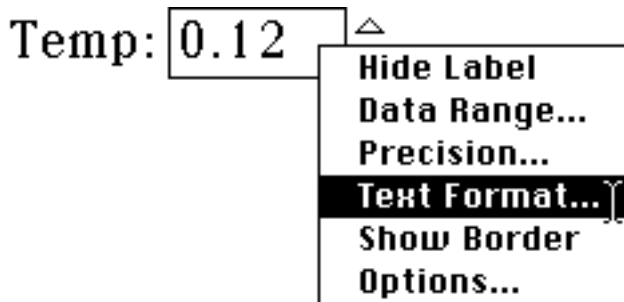 Temp: 0.12
Hide Label
Data Range...
Precision...
Text Format...
Show Border
Options...